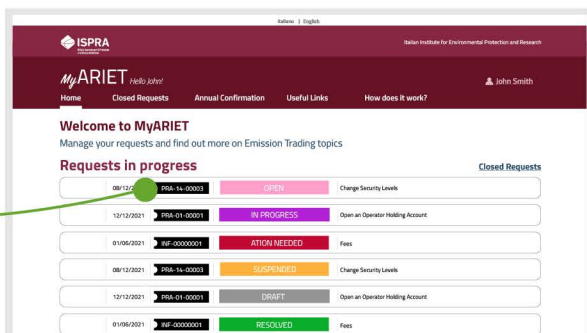 Italiano | English
ISPRA
Italian Institute for Environmental Protection and Research
MyARIET Hello John!
John Smith
Home Closed Requests Annual Confirmation Useful Links How does it work?
Welcome to MyARIET
Manage your requests and find out more on Emission Trading topics
Requests in progress
Closed Requests
08/12/2 PRA-14-00003 OPEN Change Security Levels
12/12/2021 PRA-01-00001 IN PROGRESS Open an Operator Holding Account
01/06/2021 INF-00000001 ATION NEEDED Fees
08/12/2021 PRA-14-00003 SUSPENDED Change Security Levels
12/12/2021 PRA-01-00001 DRAFT Open an Operator Holding Account
01/06/2021 INF-00000001 RESOLVED Fees